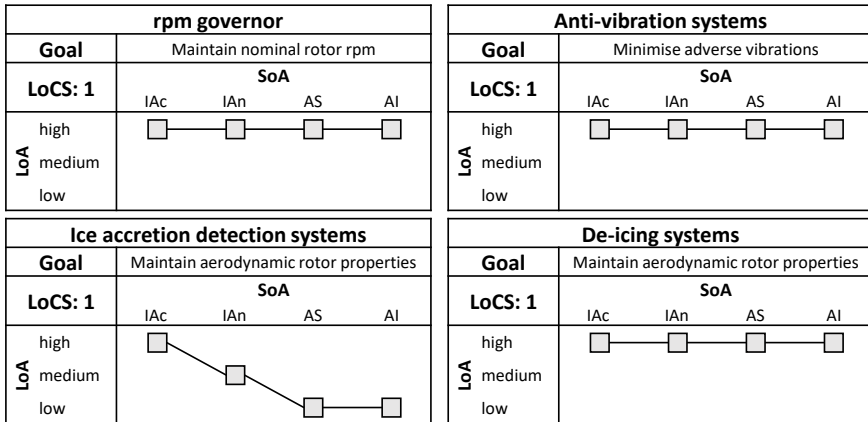 rpm governor
Goal Maintain nominal rotor rpm
LoCS: 1 SoA
IAc IAn AS AI
LoA
high
medium
low
Anti-vibration systems
Goal Minimise adverse vibrations
LoCS: 1 SoA
IAc IAn AS AI
LoA
high
medium
low
Ice accretion detection systems
Goal Maintain aerodynamic rotor properties
LoCS: 1 SoA
IAc IAn AS AI
LoA
high
medium
low
De-icing systems
Goal Maintain aerodynamic rotor properties
LoCS: 1 SoA
IAc IAn AS AI
LoA
high
medium
low